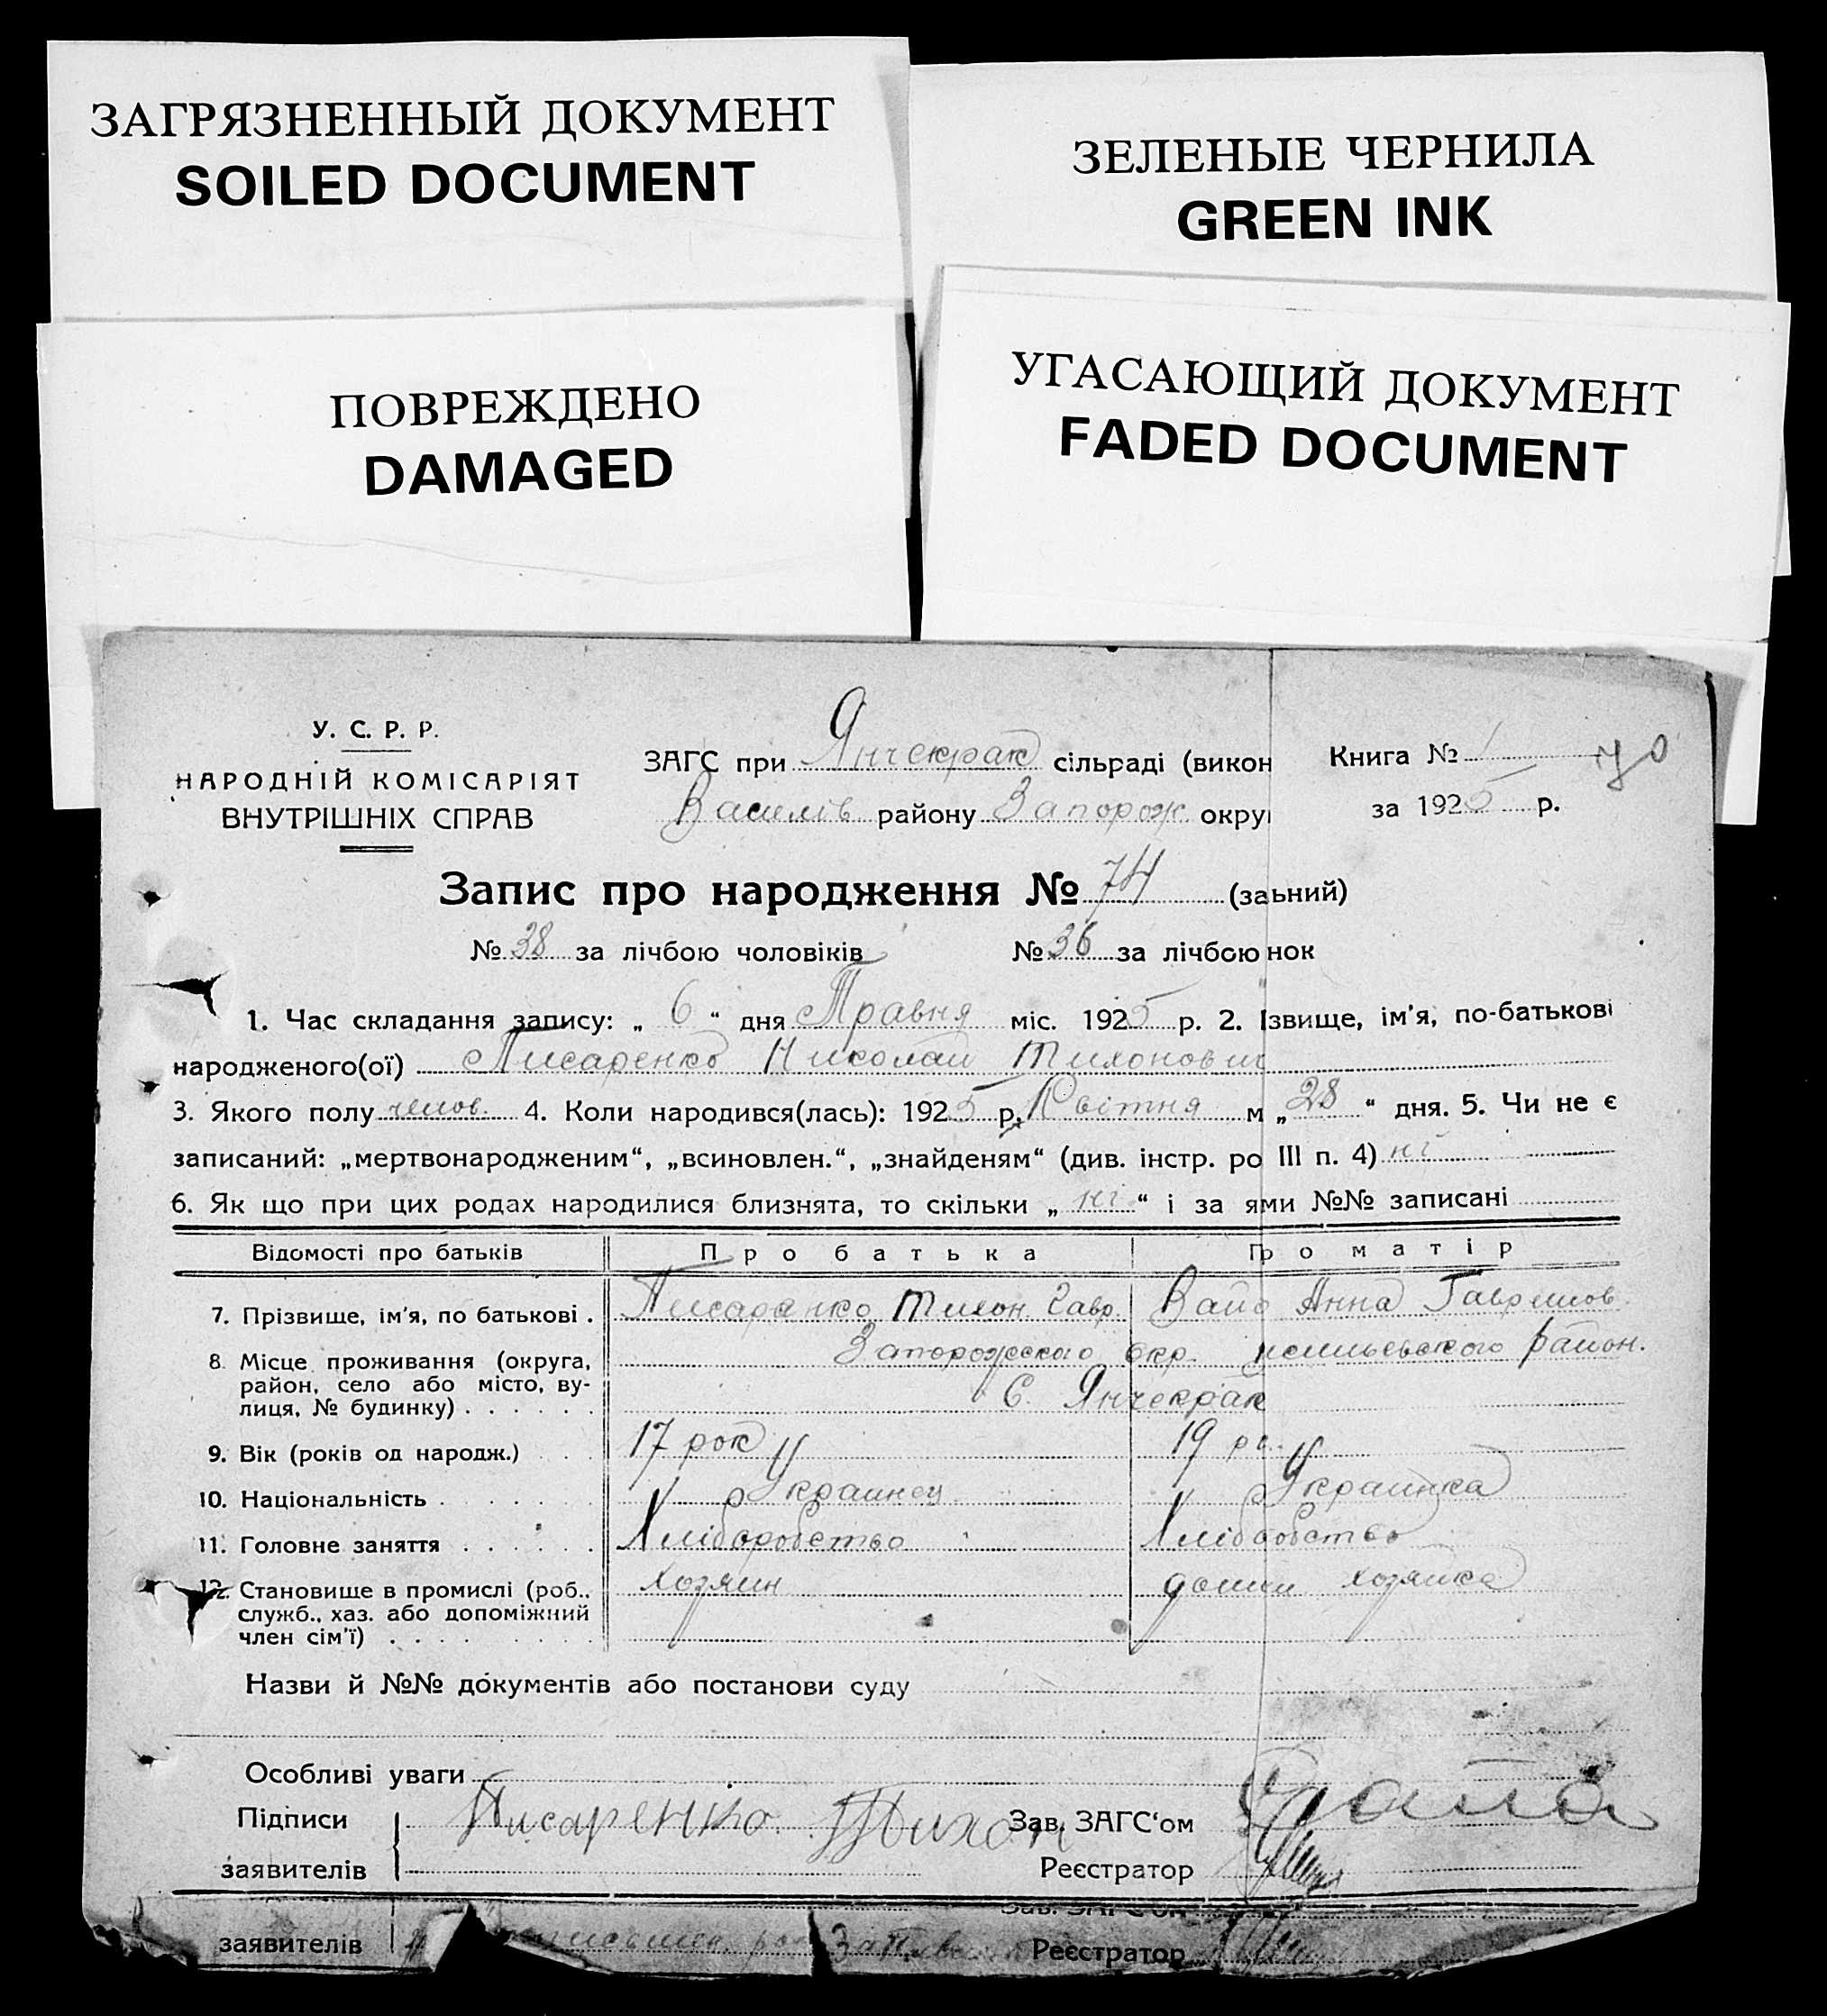 ЗАГРЯЗНЕННЫЙ ДОКУМЕНТ
SOILED DOCUMENT
ЗЕЛЕНЫЕ ЧЕРНИЛА
GREEN INK
ПОВРЕЖДЕНО
DAMAGED
УГАСАЮЩИЙ ДОКУМЕНТ
FADED DOCUMENT
У. С. Р. Р.
НАРОДНІЙ КОМІСАРІЯТ
ВНУТРІШНІХ СПРАВ
ЗАГС при Янчекрак сільраді (викон
Василів району Запорож окру
Книга № 1
за 1925 р.
Запис про народження № 74 (за ьний)
№ 38 за лічбою чоловіків № 36 за лічбою нок
1. Час складання запису: „ 6 “ дня Травня міс. 1925 р. 2. ізвище, ім'я, по-батькові
народженого(ої) Писаренко Николай Тихонович
3. Якого полу челов. 4. Коли народився(лась): 1925 р. Квітня м „ 28 “ дня. 5. Чи не є
записаний: „мертвонародженим“, „всиновлен.“, „знайденям“ (див. інстр. ро III п. 4) ні
6. Як що при цих родах народилися близнята, то скільки „ ні “ і за ями №№ записані
Відомості про батьків Про батька Про матір
7. Прізвище, ім'я, по батькові . Писаренко Тихон Гавр. Вайо Анна Гаврилов.
8. Місце проживання (округа, район, село або місто, вулиця, № будинку) Запорожского окр. район.
с. Янчекрак
9. Вік (років од народж.) 17 рок 19 ро.
10. Національність Украинец Украинка
11. Головне заняття Хліборобство Хліборобство
12. Становище в промислі (роб.. служб., хаз. або допоміжний член сім'ї) хозяин хозяйка
Назви й №№ документів або постанови суду
Особливі уваги
Підписи
заявителів
Писаренко Тихон
Зав. ЗАГС‘ом
Реєстратор
заявителів
Реєстратор